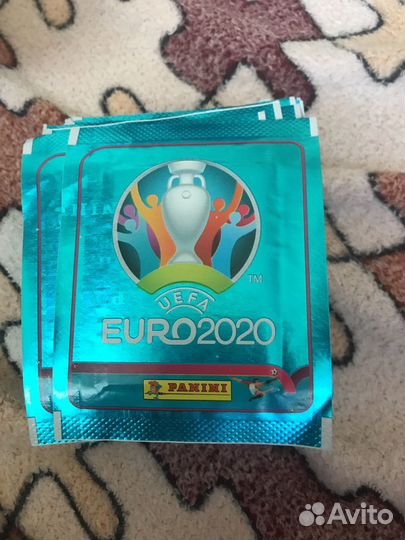 TM
UEFA
EURO2020
PANINI
Avito